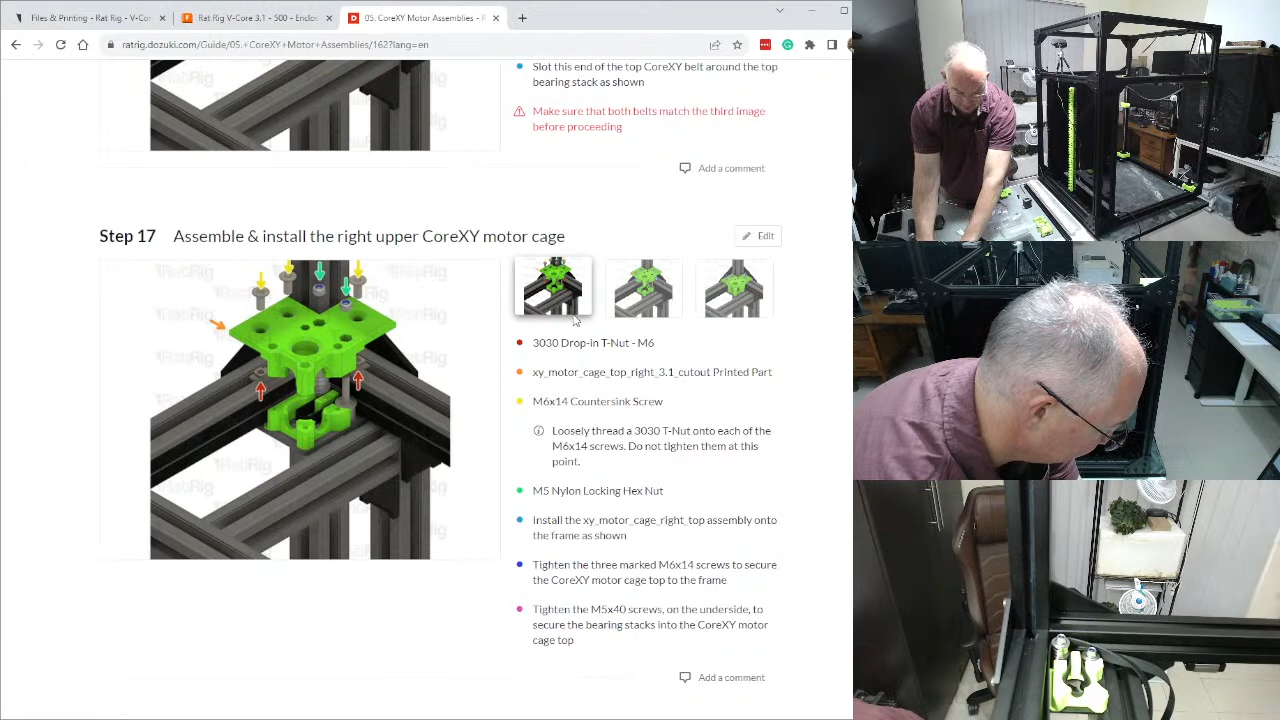 Files & Printing - Rat Rig - V-Co
Rat Rig V-Core 3.1 - 500 - Enclos
05. CoreXY Motor Assemblies - R
ratrig.dozuki.com/Guide/05.+CoreXY+Motor+Assemblies/162?lang=en
Slot this end of the top CoreXY belt around the top
bearing stack as shown
Make sure that both belts match the third image
before proceeding
Add a comment
Step 17 Assemble & install the right upper CoreXY motor cage
Edit
3030 Drop-in T-Nut - M6
xy_motor_cage_top_right_3.1_cutout Printed Part
M6x14 Countersink Screw
Loosely thread a 3030 T-Nut onto each of the
M6x14 screws. Do not tighten them at this
point.
M5 Nylon Locking Hex Nut
Install the xy_motor_cage_right_top assembly onto
the frame as shown
Tighten the three marked M6x14 screws to secure
the CoreXY motor cage top to the frame
Tighten the M5x40 screws, on the underside, to
secure the bearing stacks into the CoreXY motor
cage top
Add a comment